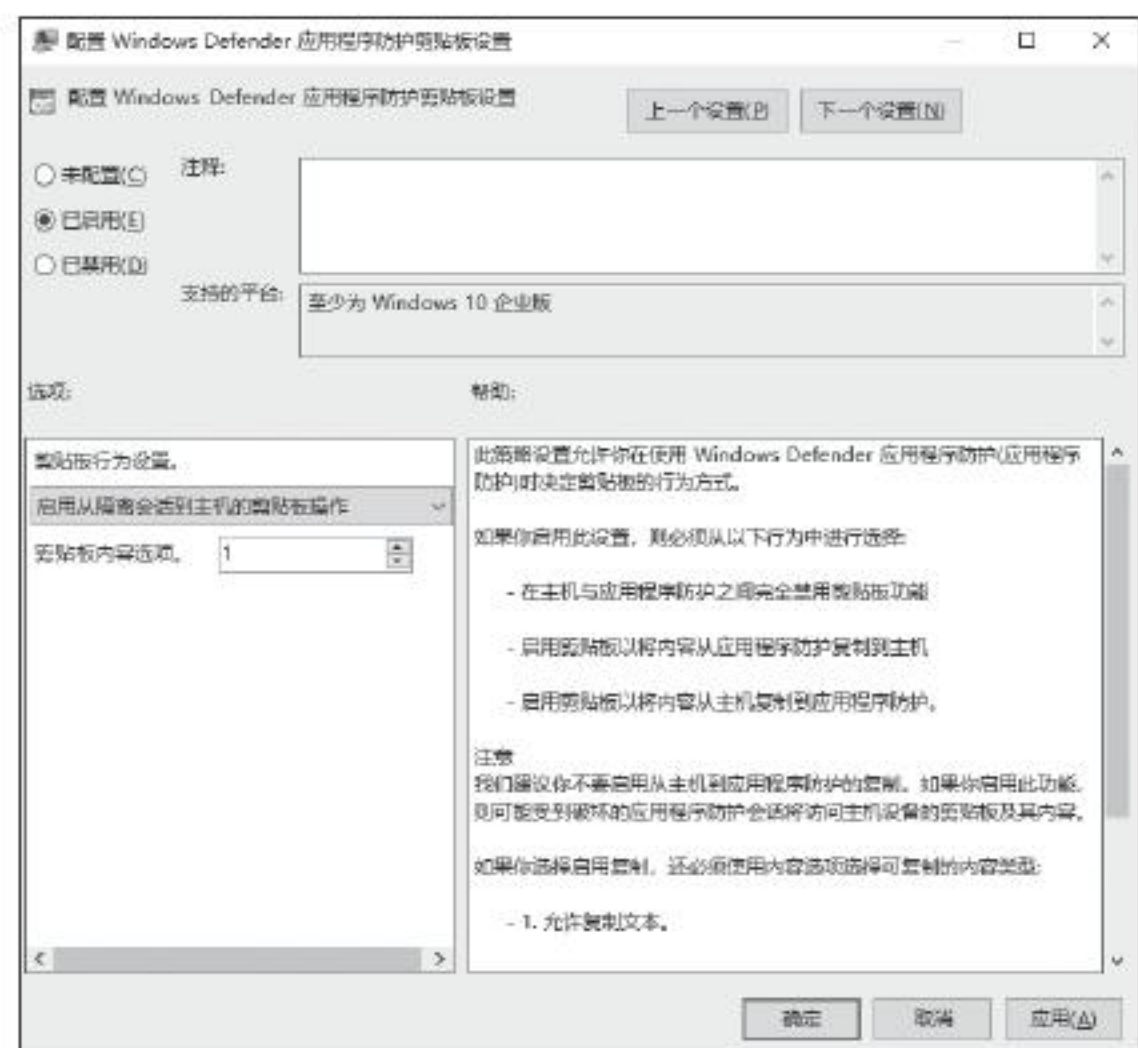 配置 Windows Defender 应用程序防护剪贴板设置
配置 Windows Defender 应用程序防护剪贴板设置
上一个设置(P)
下一个设置(N)
未配置(C)
注释:
已启用(E)
已禁用(D)
支持的平台:
至少为 Windows 10 企业版
选项:
帮助:
剪贴板行为设置。
启用从隔离会话到主机的剪贴板操作
剪贴板内容选项。
1
此策略设置允许你在使用 Windows Defender 应用程序防护(应用程序
防护)时决定剪贴板的行为方式。
如果你启用此设置，则必须从以下行为中进行选择:
- 在主机与应用程序防护之间完全禁用剪贴板功能
- 启用剪贴板以将内容从应用程序防护复制到主机
- 启用剪贴板以将内容从主机复制到应用程序防护。
注意
我们建议你不要启用从主机到应用程序防护的复制。如果你启用此功能，
则可能受到破坏的应用程序防护会话将访问主机设备的剪贴板及其内容。
如果你选择启用复制，还必须使用内容选项选择可复制的内容类型:
- 1. 允许复制文本。
确定
取消
应用(A)